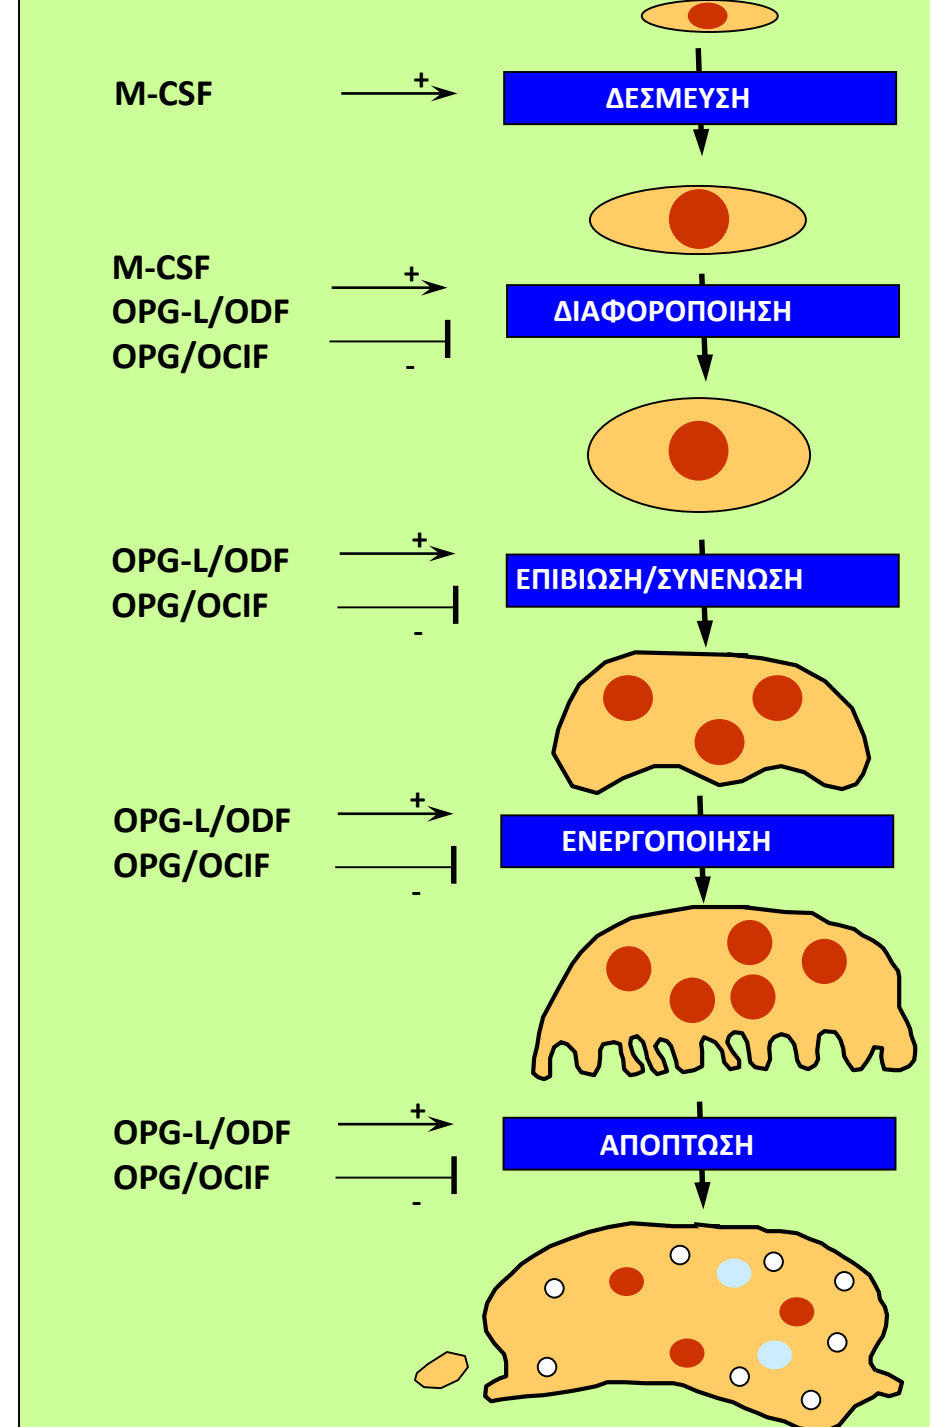 M-CSF
+
ΔΕΣΜΕΥΣΗ
M-CSF
OPG-L/ODF
OPG/OCIF
+
-
ΔΙΑΦΟΡΟΠΟΙΗΣΗ
OPG-L/ODF
OPG/OCIF
+
-
ΕΠΙΒΙΩΣΗ/ΣΥΝΕΝΩΣΗ
OPG-L/ODF
OPG/OCIF
+
-
ΕΝΕΡΓΟΠΟΙΗΣΗ
OPG-L/ODF
OPG/OCIF
+
-
ΑΠΟΠΤΩΣΗ